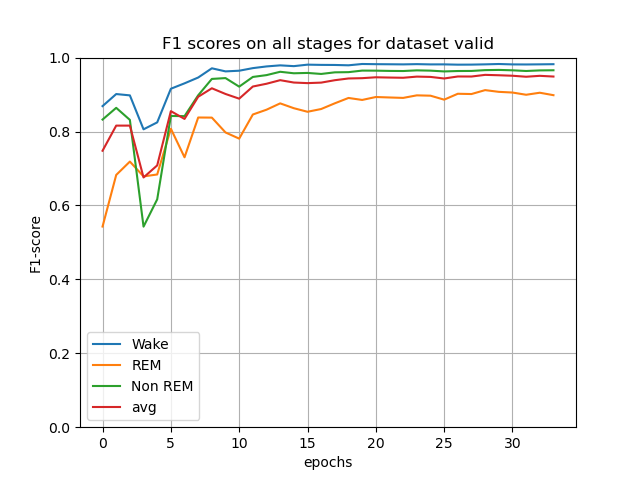 F1 scores on all stages for dataset valid
1.0
0.8
0.6
0.4
0.2
0.0
F1-score
Wake
REM
Non REM
avg
0 5 10 15 20 25 30
epochs